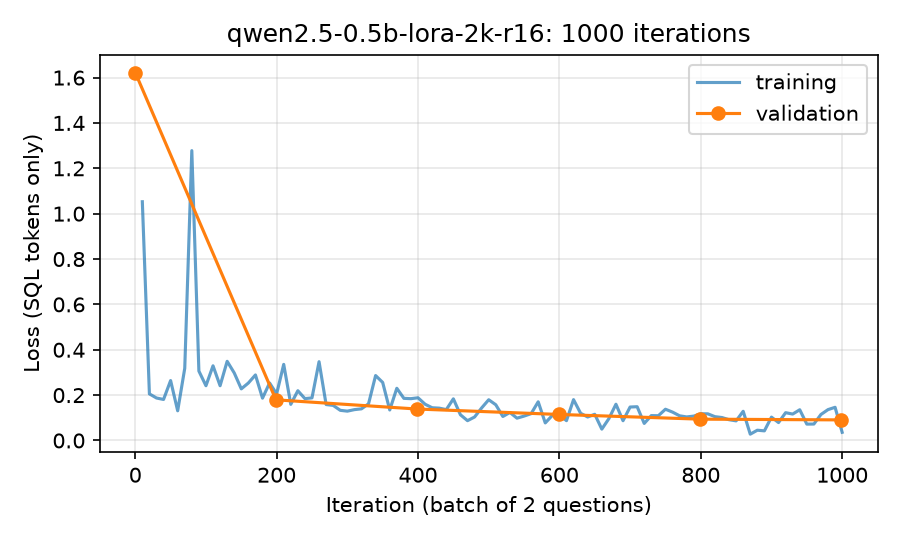 qwen2.5-0.5b-lora-2k-r16: 1000 iterations
training
validation
Loss (SQL tokens only)
1.6
1.4
1.2
1.0
0.8
0.6
0.4
0.2
0.0
0 200 400 600 800 1000
Iteration (batch of 2 questions)